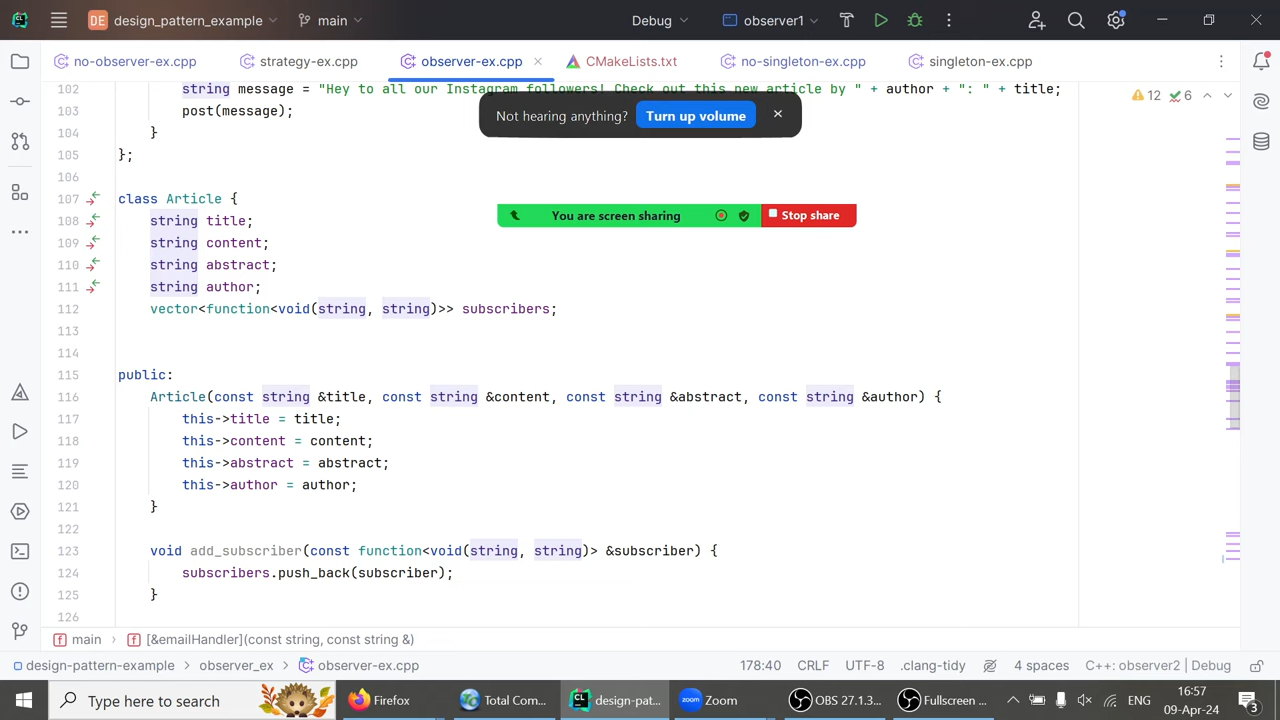 DE design_pattern_example main Debug observer1
no-observer-ex.cpp strategy-ex.cpp observer-ex.cpp CMakeLists.txt no-singleton-ex.cpp singleton-ex.cpp
102 string message = "Hey to all our Instagram followers! Check out this new article by " + author + ": " + title;
12 6
103 post(message);
Not hearing anything? Turn up volume
104 }
105 };
106
107 class Article {
108 string title;
You are screen sharing Stop share
109 string content;
110 string abstract;
111 string author;
112 vector<function<void(string, string)>> subscribers;
113
114
115 public:
116 Article(const string &title, const string &content, const string &abstract, const string &author) {
117 this->title = title;
118 this->content = content;
119 this->abstract = abstract;
120 this->author = author;
121 }
122
123 void add_subscriber(const function<void(string, string)> &subscriber) {
124 subscribers.push_back(subscriber);
125 }
126
main [&emailHandler](const string, const string &)
design-pattern-example observer_ex observer-ex.cpp 178:40 CRLF UTF-8 .clang-tidy 4 spaces C++: observer2 | Debug
Type here to search Firefox Total Com... design-pat... Zoom OBS 27.1.3... Fullscreen ... ENG 16:57
09-Apr-24 3